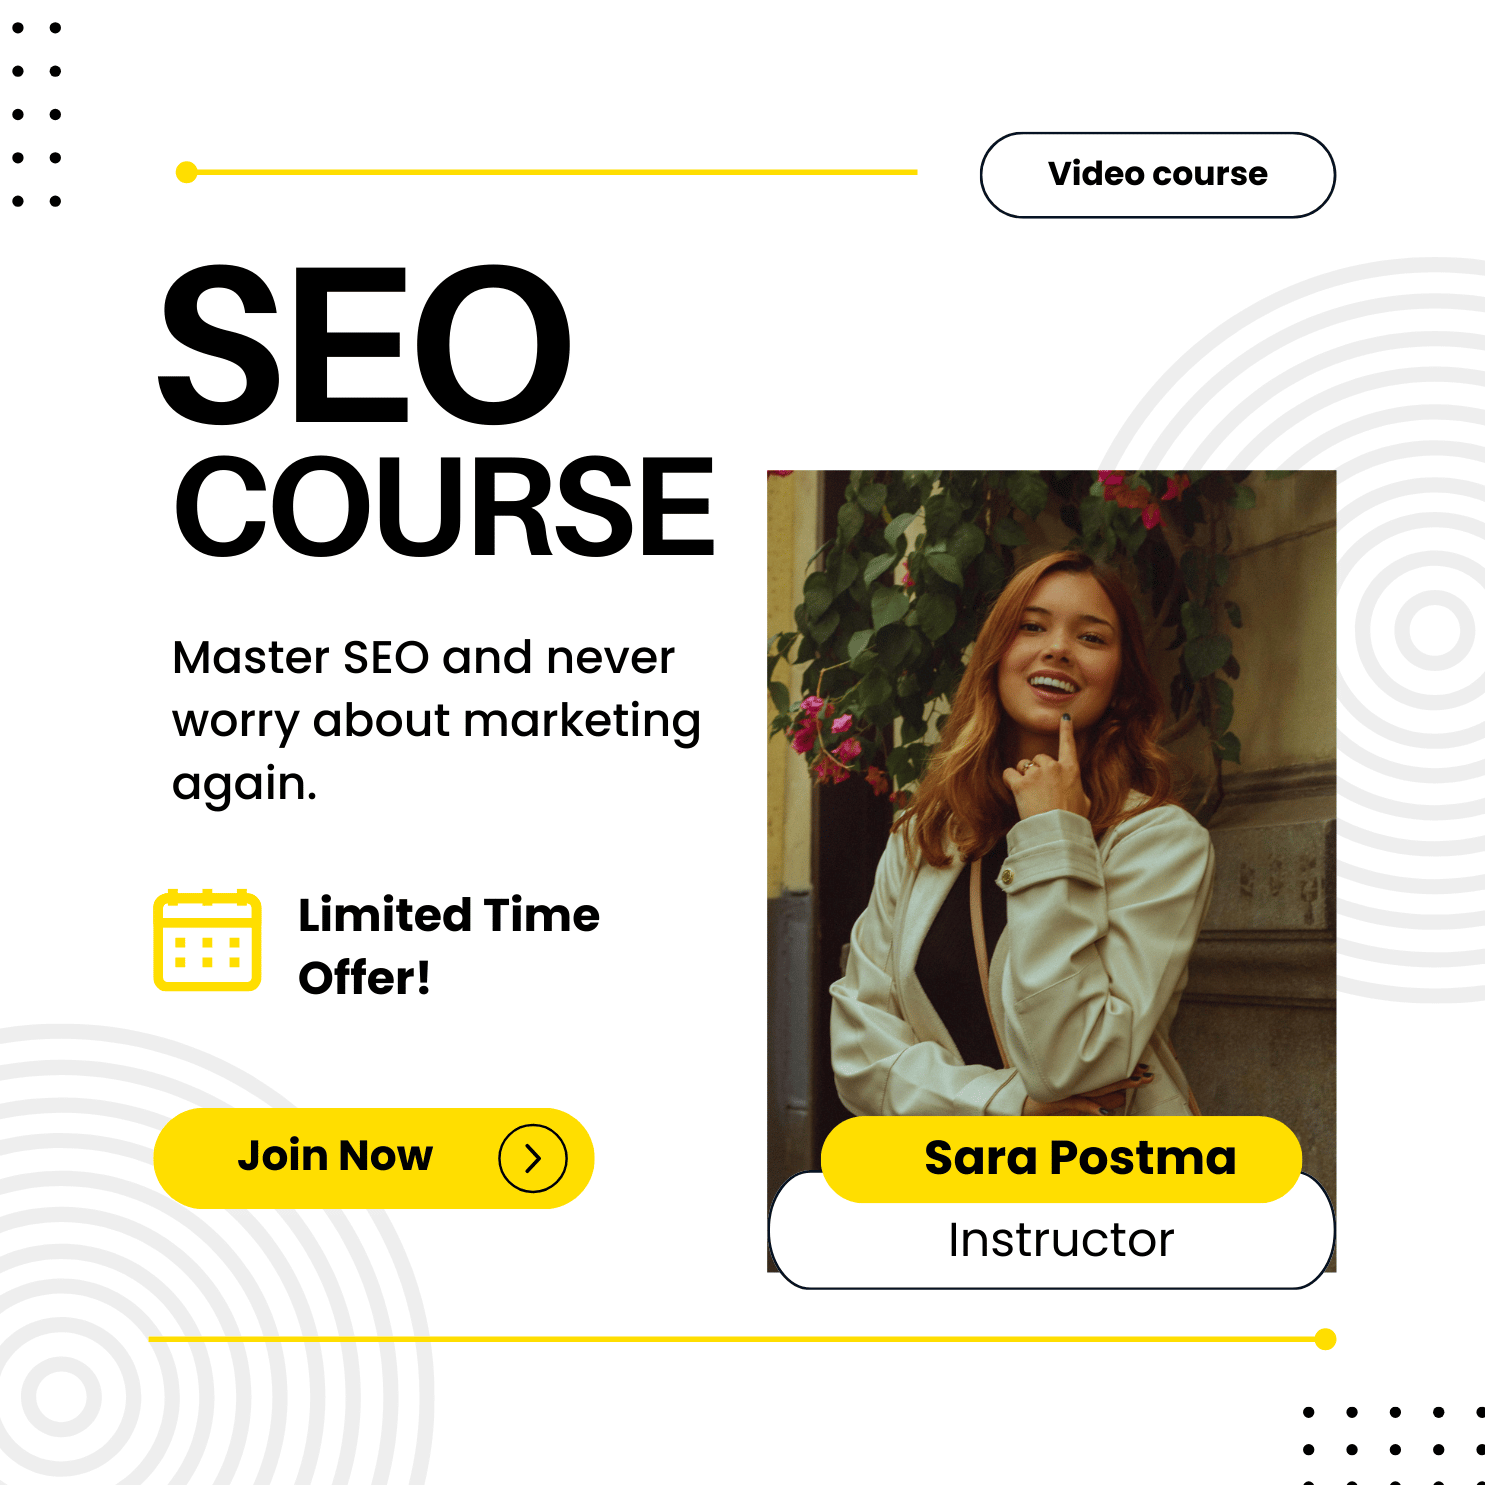 Video course
SEO
COURSE
Master SEO and never
worry about marketing
again.
Limited Time
Offer!
Join Now
Sara Postma
Instructor